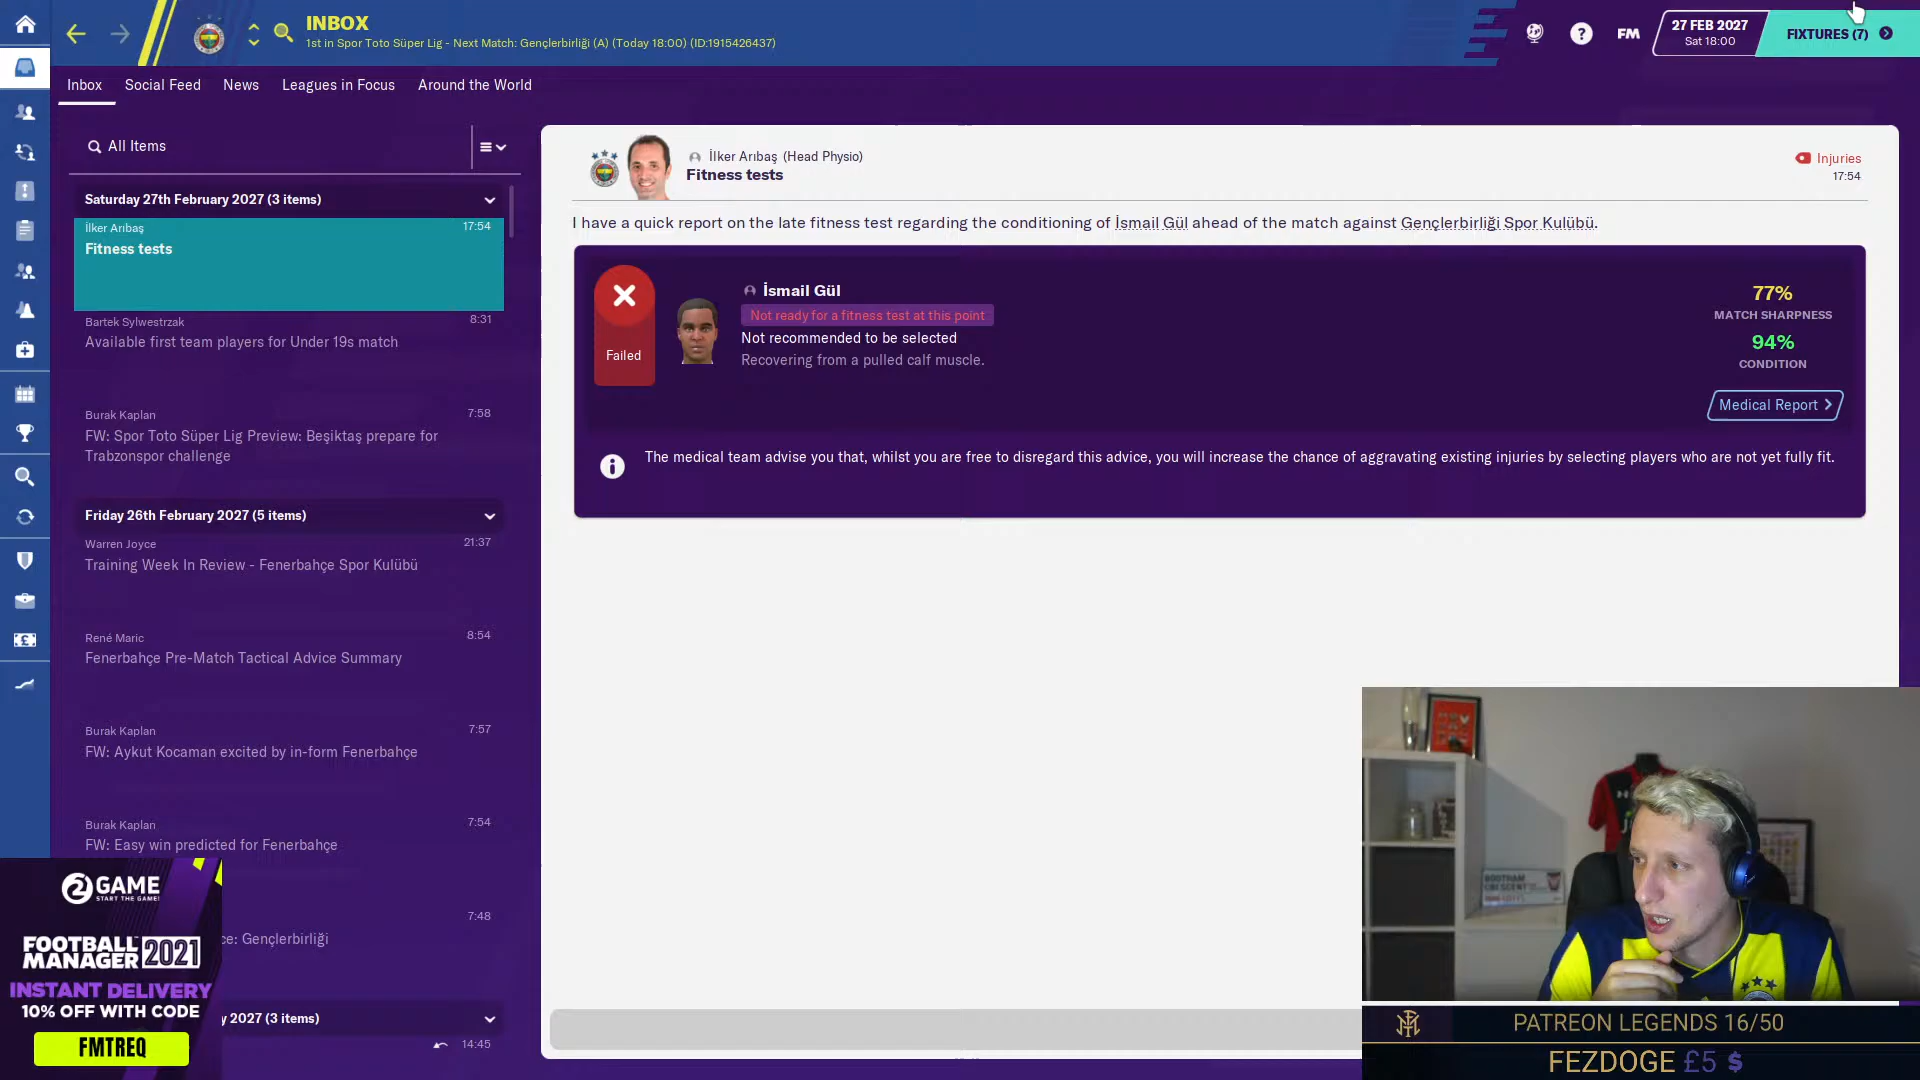 INBOX
1st in Spor Toto Süper Lig - Next Match: Gençlerbirliği (A) (Today 18:00) (ID:1915426437)
FM
27 FEB 2027
Sat 18:00
FIXTURES (7)
Inbox
Social Feed
News
Leagues in Focus
Around the World
All Items
Saturday 27th February 2027 (3 items)
İlker Arıbaş
17:54
Fitness tests
Bartek Sylwestrzak
8:31
Available first team players for Under 19s match
Burak Kaplan
7:58
FW: Spor Toto Süper Lig Preview: Beşiktaş prepare for
Trabzonspor challenge
Friday 26th February 2027 (5 items)
Warren Joyce
21:37
Training Week In Review - Fenerbahçe Spor Kulübü
René Maric
8:54
Fenerbahçe Pre-Match Tactical Advice Summary
Burak Kaplan
7:57
FW: Aykut Kocaman excited by in-form Fenerbahçe
Burak Kaplan
7:54
FW: Easy win predicted for Fenerbahçe
7:48
ce: Gençlerbirliği
y 2027 (3 items)
14:45
İlker Arıbaş (Head Physio)
Fitness tests
Injuries
17:54
I have a quick report on the late fitness test regarding the conditioning of İsmail Gül ahead of the match against Gençlerbirliği Spor Kulübü.
Failed
İsmail Gül
Not ready for a fitness test at this point
Not recommended to be selected
Recovering from a pulled calf muscle.
77%
MATCH SHARPNESS
94%
CONDITION
Medical Report
The medical team advise you that, whilst you are free to disregard this advice, you will increase the chance of aggravating existing injuries by selecting players who are not yet fully fit.
2GAME
START THE GAME!
FOOTBALL
MANAGER 2021
INSTANT DELIVERY
10% OFF WITH CODE
FMTREQ
BOOTHAM
CRESCENT
PATREON LEGENDS 16/50
FEZDOGE £5 $